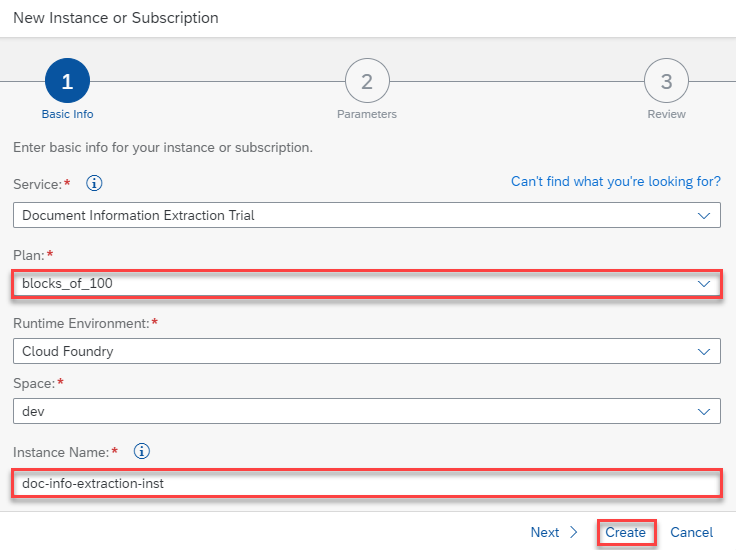 New Instance or Subscription
1
2
3
Basic Info
Parameters
Review
Enter basic info for your instance or subscription.
Service:*
Can't find what you're looking for?
Document Information Extraction Trial
Plan:*
blocks_of_100
Runtime Environment:*
Cloud Foundry
Space:*
dev
Instance Name:*
doc-info-extraction-inst
Next
Create
Cancel